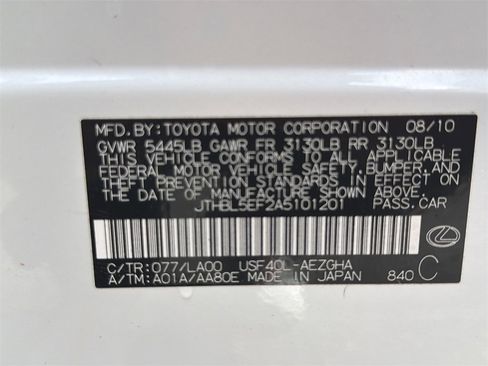 MFD. BY: TOYOTA MOTOR CORPORATION 08/10
GVWR 5445LB GAWR FR 3130LB RR 3130LB
THIS VEHICLE CONFORMS TO ALL APPLICABLE
FEDERAL MOTOR VEHICLE SAFETY, BUMPER, AND
THEFT PREVENTION STANDARDS IN EFFECT ON
THE DATE OF MANUFACTURE SHOWN ABOVE.
JTHBL5EF2A5101201 PASS. CAR
C/TR: 077/LA00 USF40L-AEZGHA
A/TM: A01A/AA80E MADE IN JAPAN 840 C